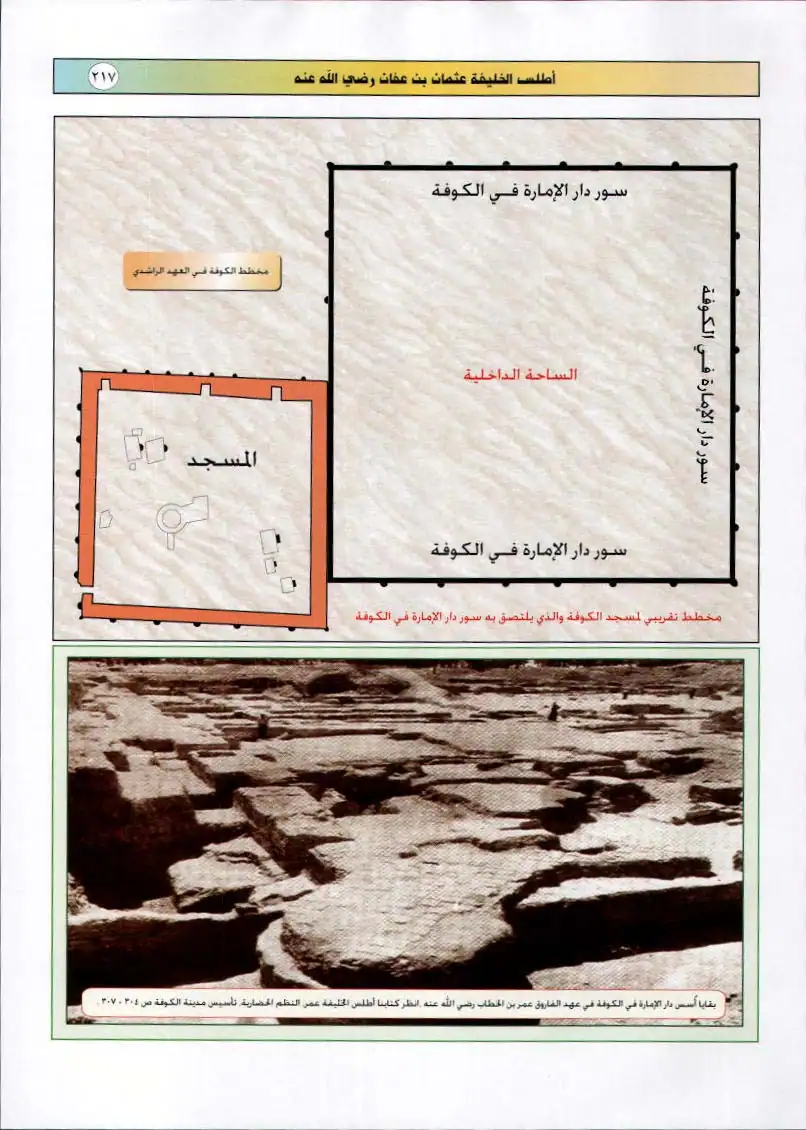 أطلس الخليفة عثمان بن عفان رضي الله عنه
٢١٧
سور دار الإمارة في الكوفة
مخطط الكوفة في العهد الراشدي
سور دار الإمارة في الكوفة
الساحة الداخلية
المسجد
سور دار الإمارة في الكوفة
مخطط تقريبي لمسجد الكوفة والذي يلتصق به سور دار الإمارة في الكوفة
بقايا أسس دار الإمارة في الكوفة في عهد الفاروق عمر بن الخطاب رضي الله عنه. انظر كتابنا أطلس الخليفة عمر، النظم الحضارية، تأسيس مدينة الكوفة ص ٣٠٤ - ٣٠٧.